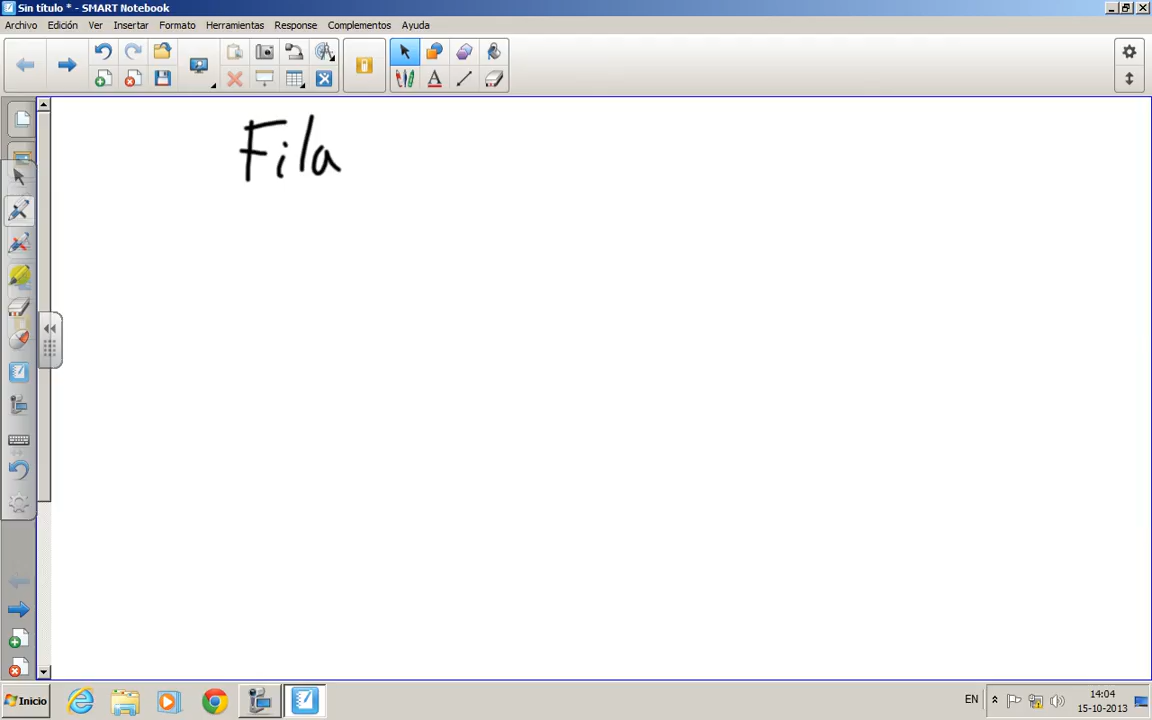 Sin título * - SMART Notebook
Archivo Edición Ver Insertar Formato Herramientas Response Complementos Ayuda
Fila
Inicio
EN
14:04
15-10-2013